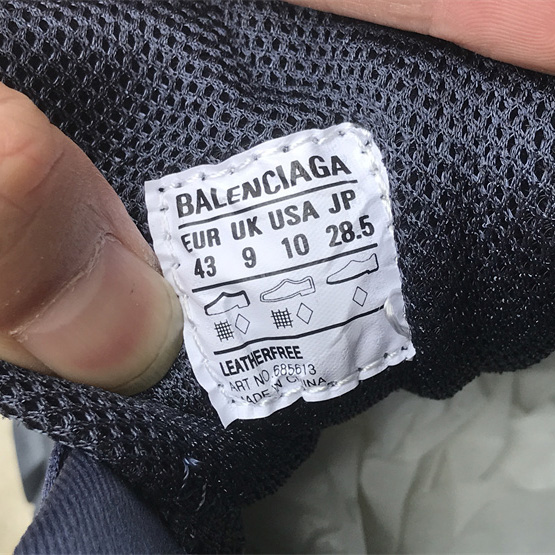 BALENCIAGA
EUR UK USA JP
43 9 10 28.5
LEATHERFREE
ART NO.685613
MADE IN CHINA